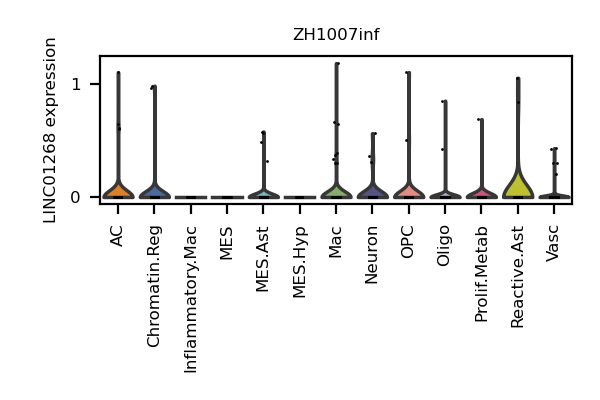 ZH1007inf
LINC01268 expression
1
0
AC
Chromatin.Reg
Inflammatory.Mac
MES
MES.Ast
MES.Hyp
Mac
Neuron
OPC
Oligo
Prolif.Metab
Reactive.Ast
Vasc